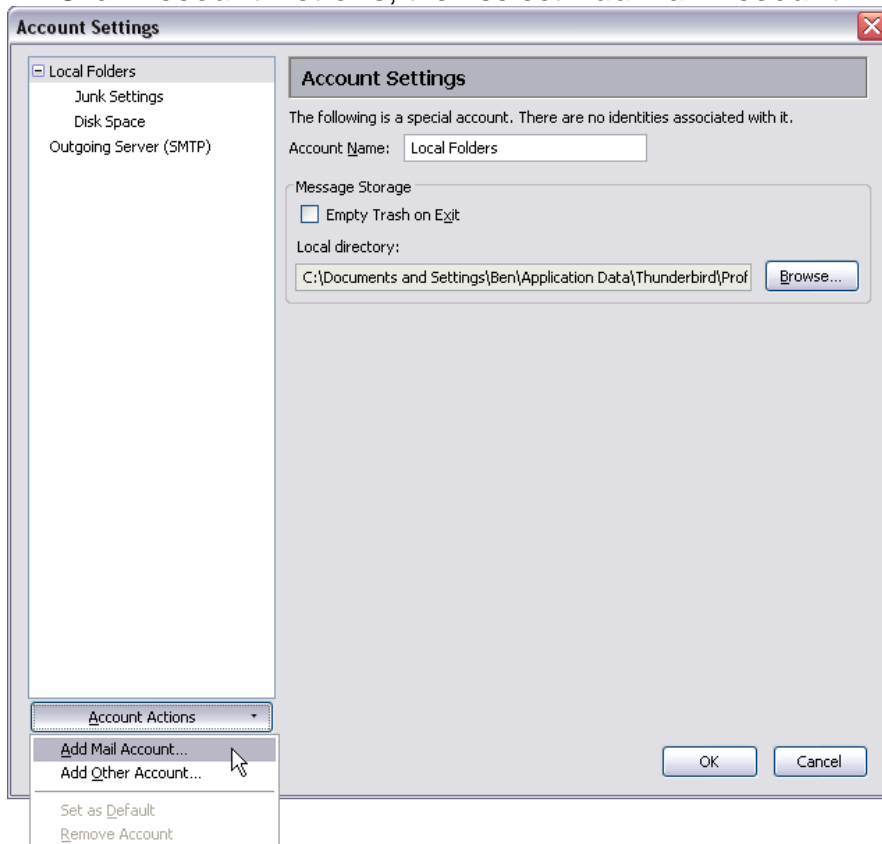 Account Settings
Local Folders
Junk Settings
Disk Space
Outgoing Server (SMTP)
Account Settings
The following is a special account. There are no identities associated with it.
Account Name: Local Folders
Message Storage
Empty Trash on Exit
Local directory:
C:\Documents and Settings\Ben\Application Data\Thunderbird\Prof Browse...
Account Actions
Add Mail Account...
Add Other Account...
Set as Default
Remove Account
OK Cancel